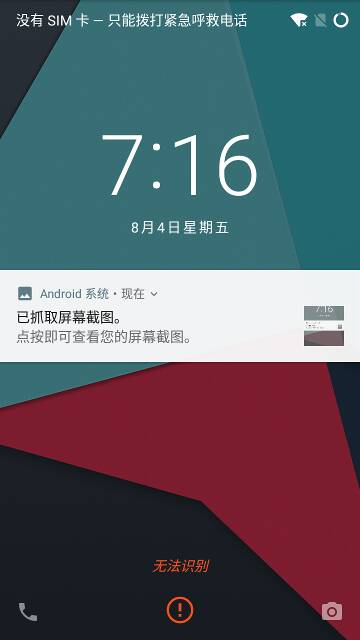 没有 SIM 卡 — 只能拨打紧急呼救电话
7:16
8月4日星期五
Android 系统 • 现在
已抓取屏幕截图。
点按即可查看您的屏幕截图。
无法识别